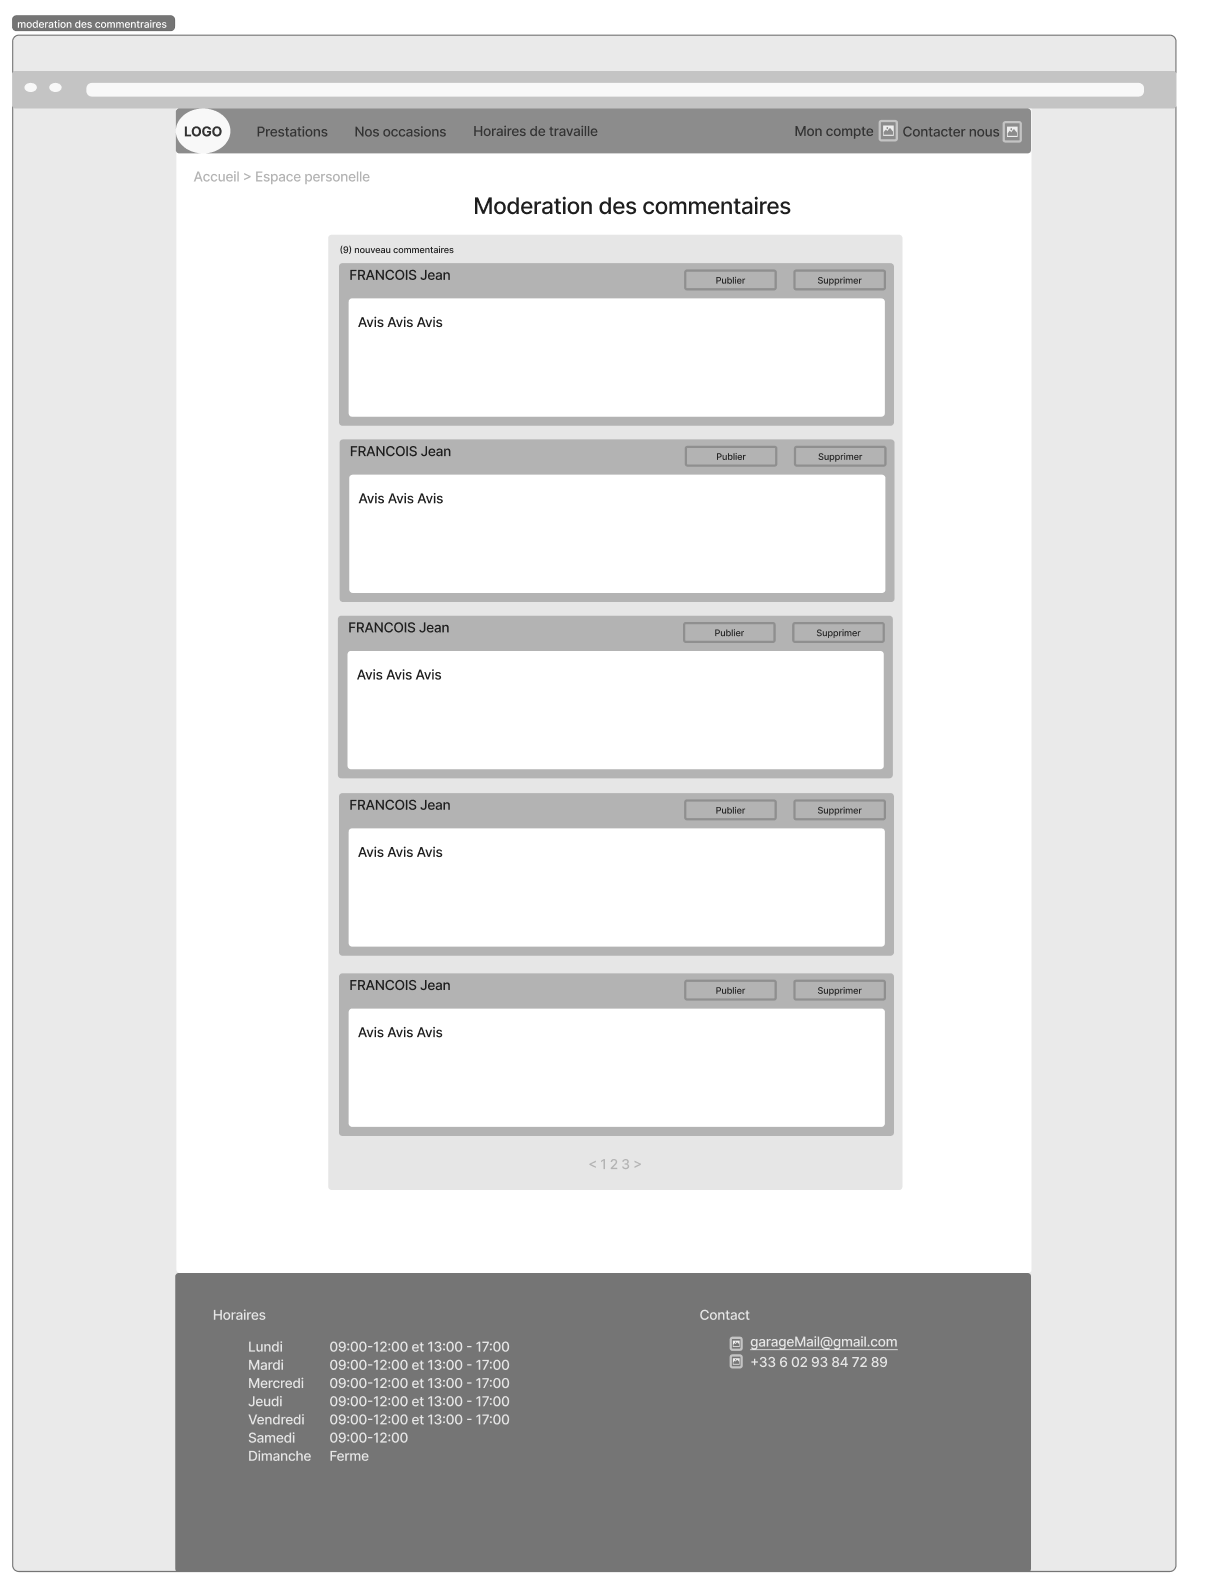 moderation des commentraires
LOGO Prestations Nos occasions Horaires de travaille Mon compte Contacter nous
Accueil > Espace personelle
Moderation des commentaires
(9) nouveau commentaires
FRANCOIS Jean Publier Supprimer
Avis Avis Avis
FRANCOIS Jean Publier Supprimer
Avis Avis Avis
FRANCOIS Jean Publier Supprimer
Avis Avis Avis
FRANCOIS Jean Publier Supprimer
Avis Avis Avis
FRANCOIS Jean Publier Supprimer
Avis Avis Avis
< 1 2 3 >
Horaires
Lundi 09:00-12:00 et 13:00 - 17:00
Mardi 09:00-12:00 et 13:00 - 17:00
Mercredi 09:00-12:00 et 13:00 - 17:00
Jeudi 09:00-12:00 et 13:00 - 17:00
Vendredi 09:00-12:00 et 13:00 - 17:00
Samedi 09:00-12:00
Dimanche Ferme
Contact
garageMail@gmail.com
+33 6 02 93 84 72 89